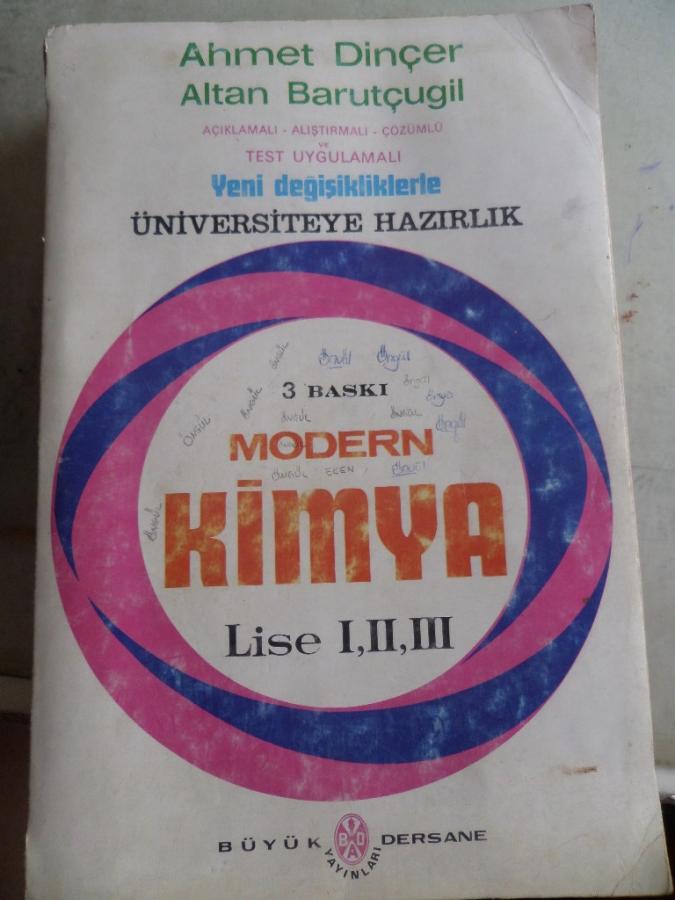 Ahmet Dinçer
Altan Barutçugil
AÇIKLAMALI - ALIŞTIRMALI - ÇÖZÜMLÜ
ve
TEST UYGULAMALI
Yeni değişikliklerle
ÜNİVERSİTEYE HAZIRLIK
3 BASKI
MODERN
KİMYA
Lise I,II,III
BÜYÜK DERSANE
YAYINLARI